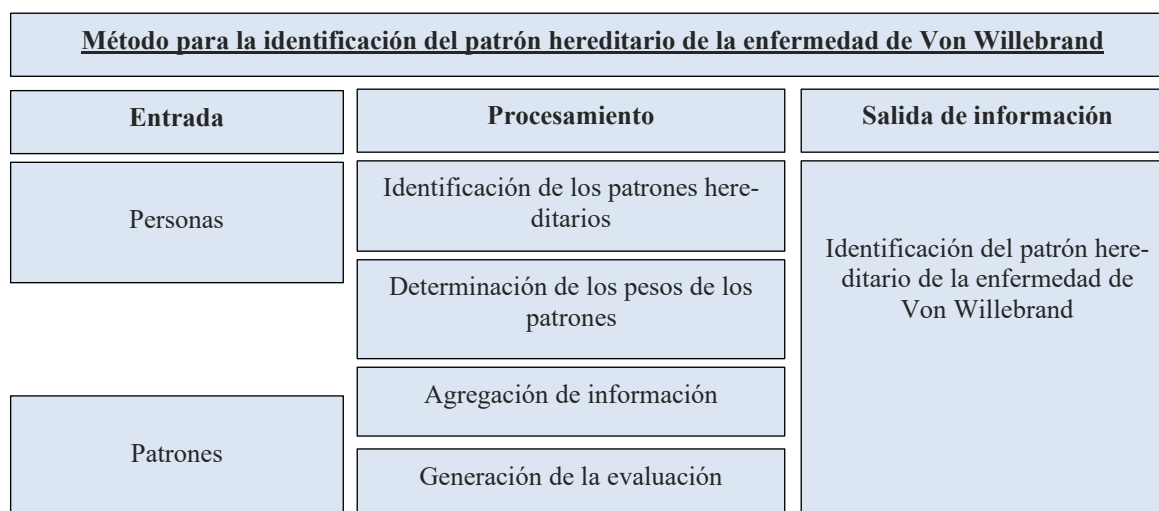 Método para la identificación del patrón hereditario de la enfermedad de Von Willebrand
Entrada
Procesamiento
Salida de información
Personas
Patrones
Identificación de los patrones here-
ditarios
Determinación de los pesos de los
patrones
Agregación de información
Generación de la evaluación
Identificación del patrón here-
ditario de la enfermedad de
Von Willebrand